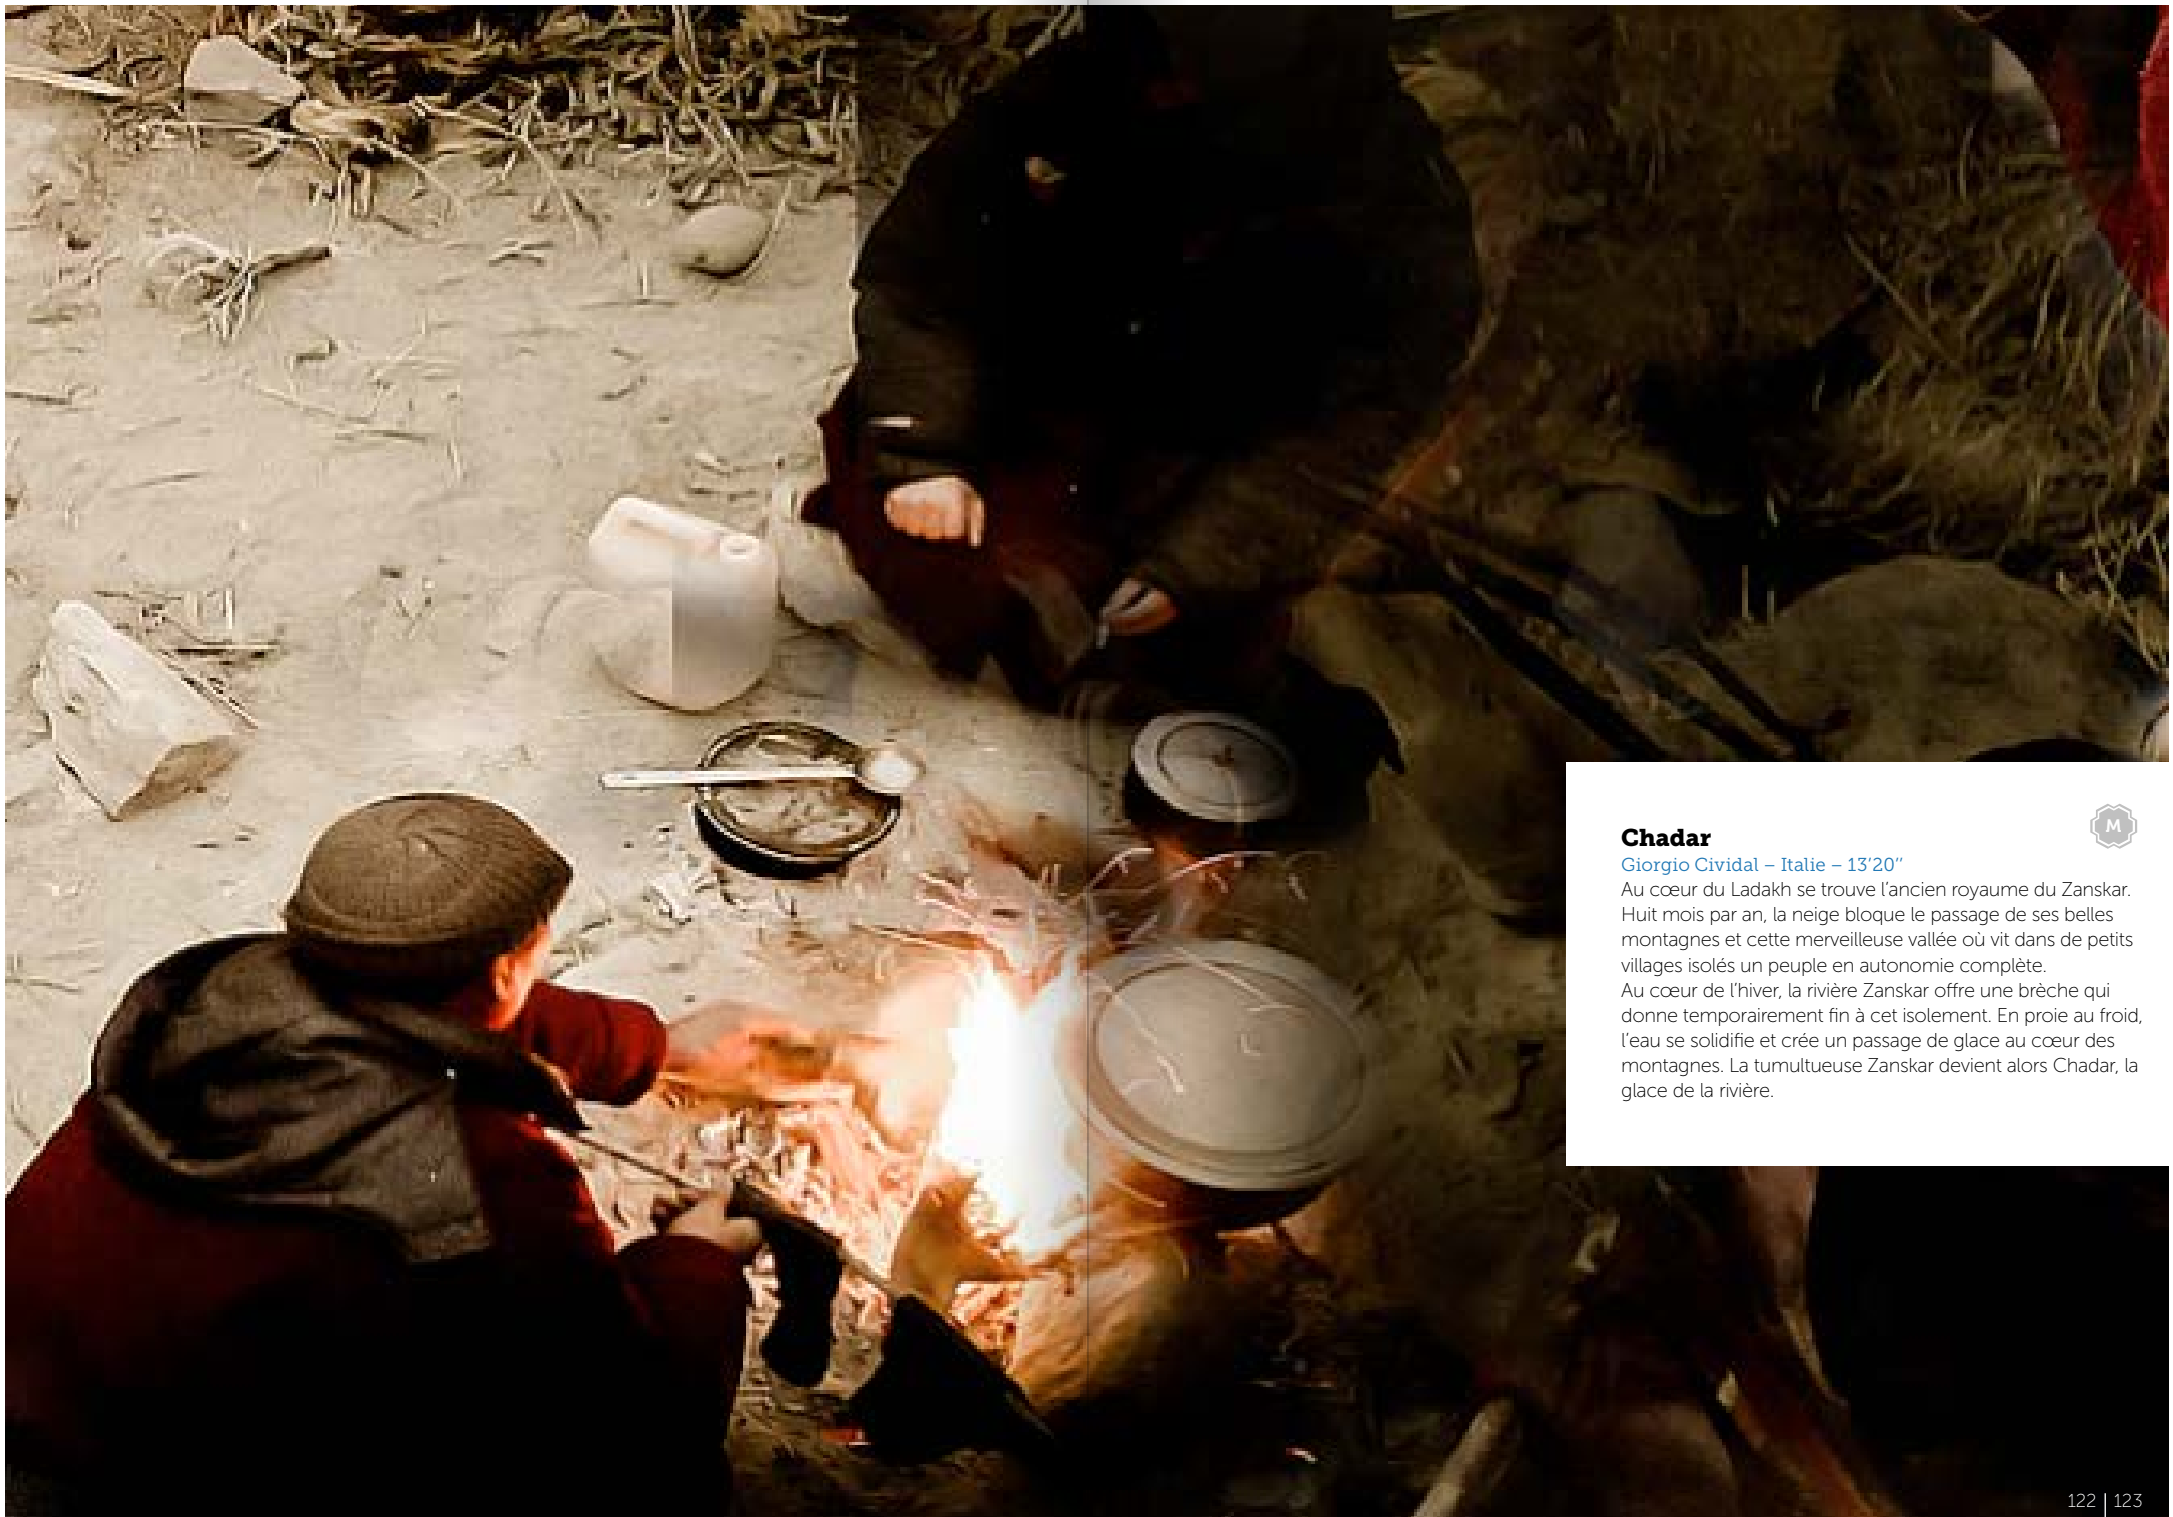 M
Chadar
Giorgio Cividal – Italie – 13’20’’
Au cœur du Ladakh se trouve l’ancien royaume du Zanskar.
Huit mois par an, la neige bloque le passage de ses belles
montagnes et cette merveilleuse vallée où vit dans de petits
villages isolés un peuple en autonomie complète.
Au cœur de l’hiver, la rivière Zanskar offre une brèche qui
donne temporairement fin à cet isolement. En proie au froid,
l’eau se solidifie et crée un passage de glace au cœur des
montagnes. La tumultueuse Zanskar devient alors Chadar, la
glace de la rivière.
122 | 123